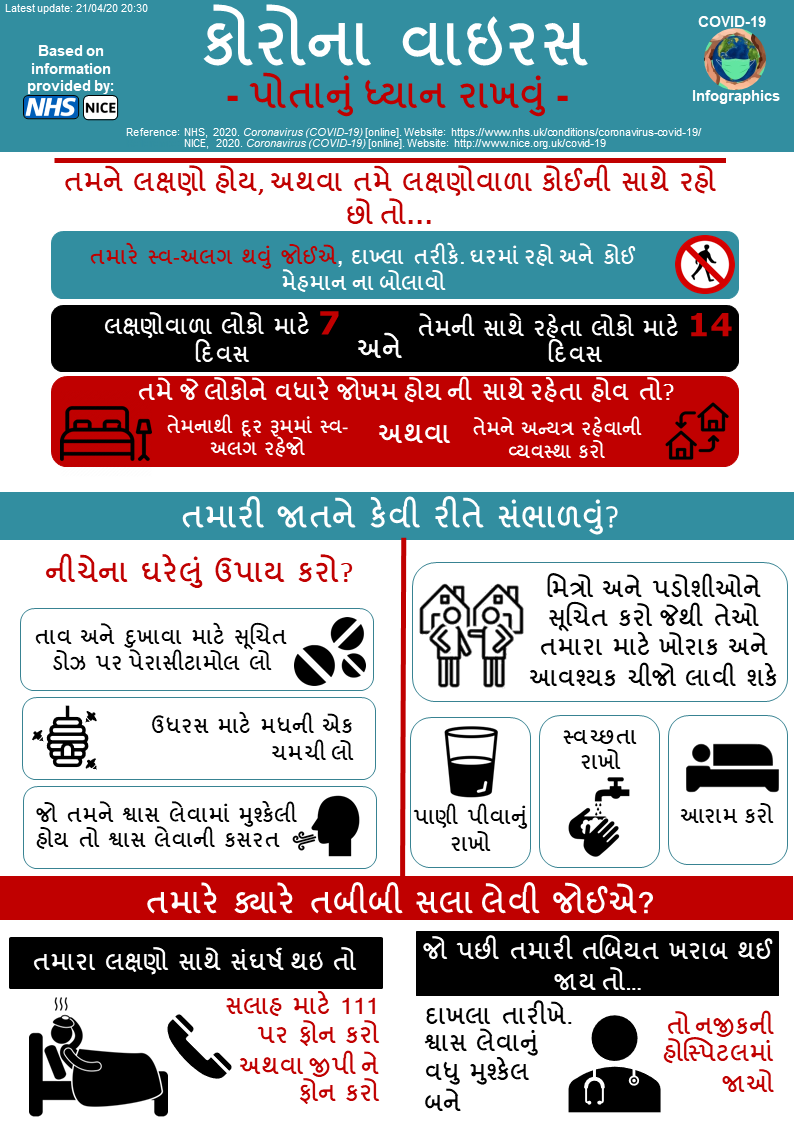 Latest update: 21/04/20 20:30
Based on
information
provided by:
NHS NICE
કોરોના વાઇરસ
- પોતાનું ધ્યાન રાખવું -
COVID-19
Infographics
Reference: NHS, 2020. Coronavirus (COVID-19) [online]. Website: https://www.nhs.uk/conditions/coronavirus-covid-19/
NICE, 2020. Coronavirus (COVID-19) [online]. Website: http://www.nice.org.uk/covid-19
તમને લક્ષણો હોય, અથવા તમે લક્ષણોવાળા કોઈની સાથે રહો
છો તો...
તમારે સ્વ-અલગ થવું જોઈએ, દાખ્લા તરીકે. ઘરમાં રહો અને કોઈ
મેહમાન ના બોલાવો
લક્ષણોવાળા લોકો માટે 7
દિવસ
અને
તેમની સાથે રહેતા લોકો માટે 14
દિવસ
તમે જે લોકોને વધારે જોખમ હોય ની સાથે રહેતા હોવ તો?
તેમનાથી દૂર રૂમમાં સ્વ-
અલગ રહેજો
અથવા
તેમને અન્યત્ર રહેવાની
વ્યવસ્થા કરો
તમારી જાતને કેવી રીતે સંભાળવું?
નીચેના ઘરેલું ઉપાય કરો?
તાવ અને દુખાવા માટે સૂચિત
ડોઝ પર પેરાસીટામોલ લો
ઉધરસ માટે મધની એક
ચમચી લો
જો તમને શ્વાસ લેવામાં મુશ્કેલી
હોય તો શ્વાસ લેવાની કસરત
મિત્રો અને પડોશીઓને
સૂચિત કરો જેથી તેઓ
તમારા માટે ખોરાક અને
આવશ્યક ચીજો લાવી શકે
પાણી પીવાનું
રાખો
સ્વચ્છતા
રાખો
આરામ કરો
તમારે ક્યારે તબીબી સલા લેવી જોઈએ?
તમારા લક્ષણો સાથે સંઘર્ષ થઇ તો
સલાહ માટે 111
પર ફોન કરો
અથવા જીપી ને
ફોન કરો
જો પછી તમારી તબિયત ખરાબ થઈ
જાય તો...
દાખલા તારીખે.
શ્વાસ લેવાનું
વધુ મુશ્કેલ
બને
તો નજીકની
હોસ્પિટલમાં
જાઓ